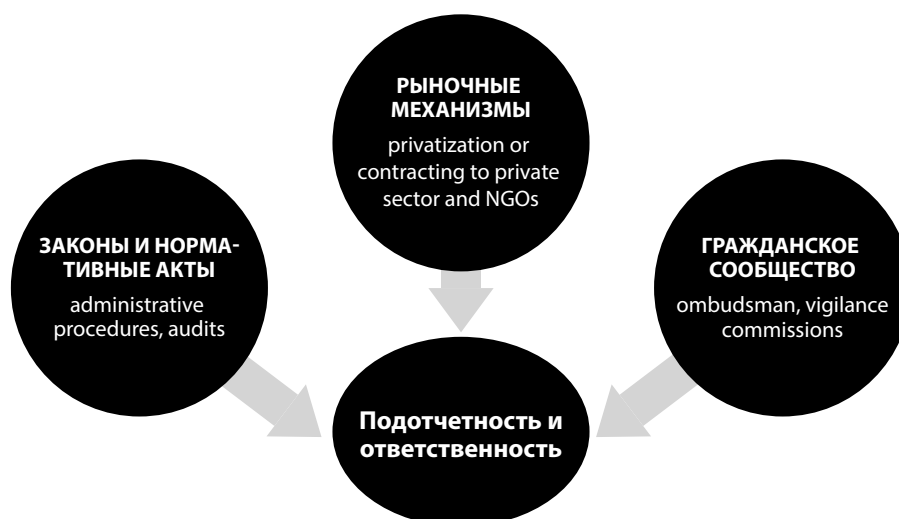 РЫНОЧНЫЕ
МЕХАНИЗМЫ
privatization or
contracting to private
sector and NGOs
ЗАКОНЫ И НОРМА-
ТИВНЫЕ АКТЫ
administrative
procedures, audits
ГРАЖДАНСКОЕ
СООБЩЕСТВО
ombudsman, vigilance
commissions
Подотчетность и
ответственность